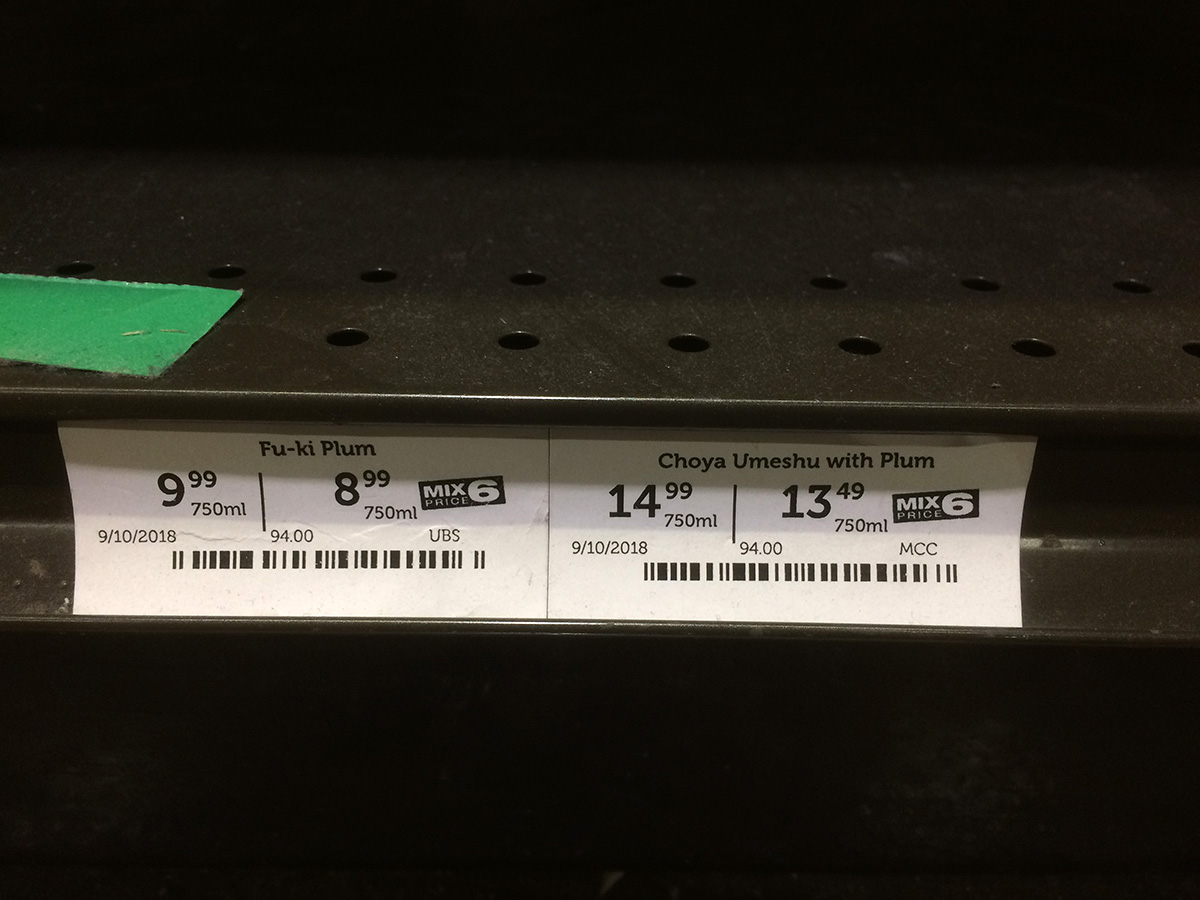 Fu-ki Plum
9 99 750ml 8 99 750ml MIX 6 PRICE
9/10/2018 94.00 UBS
Choya Umeshu with Plum
14 99 750ml 13 49 750ml MIX 6 PRICE
9/10/2018 94.00 MCC